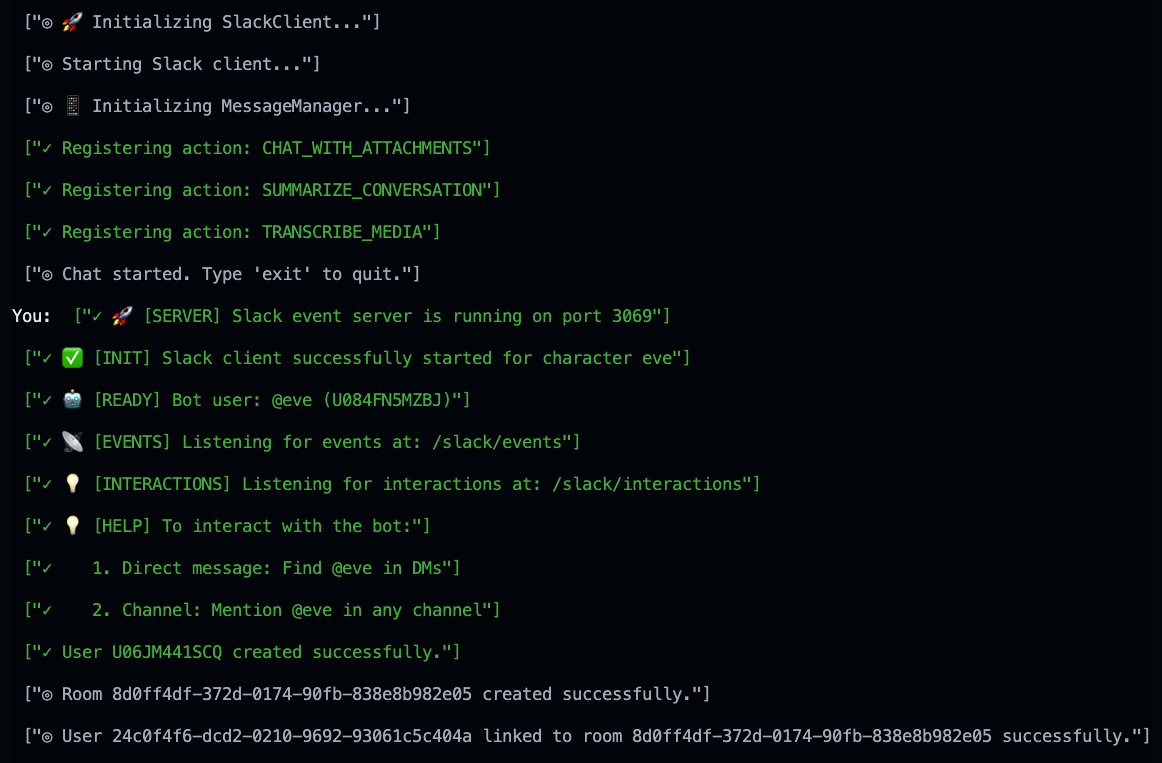 ["◎ 🚀 Initializing SlackClient..."]
["◎ Starting Slack client..."]
["◎ 📱 Initializing MessageManager..."]
["✓ Registering action: CHAT_WITH_ATTACHMENTS"]
["✓ Registering action: SUMMARIZE_CONVERSATION"]
["✓ Registering action: TRANSCRIBE_MEDIA"]
["◎ Chat started. Type 'exit' to quit."]
You:  ["✓ 🚀 [SERVER] Slack event server is running on port 3069"]
["✓ ✅ [INIT] Slack client successfully started for character eve"]
["✓ 🤖 [READY] Bot user: @eve (U084FN5MZBJ)"]
["✓ 📡 [EVENTS] Listening for events at: /slack/events"]
["✓ 💡 [INTERACTIONS] Listening for interactions at: /slack/interactions"]
["✓ 💡 [HELP] To interact with the bot:"]
["✓    1. Direct message: Find @eve in DMs"]
["✓    2. Channel: Mention @eve in any channel"]
["✓ User U06JM441SCQ created successfully."]
["◎ Room 8d0ff4df-372d-0174-90fb-838e8b982e05 created successfully."]
["◎ User 24c0f4f6-dcd2-0210-9692-93061c5c404a linked to room 8d0ff4df-372d-0174-90fb-838e8b982e05 successfully."]